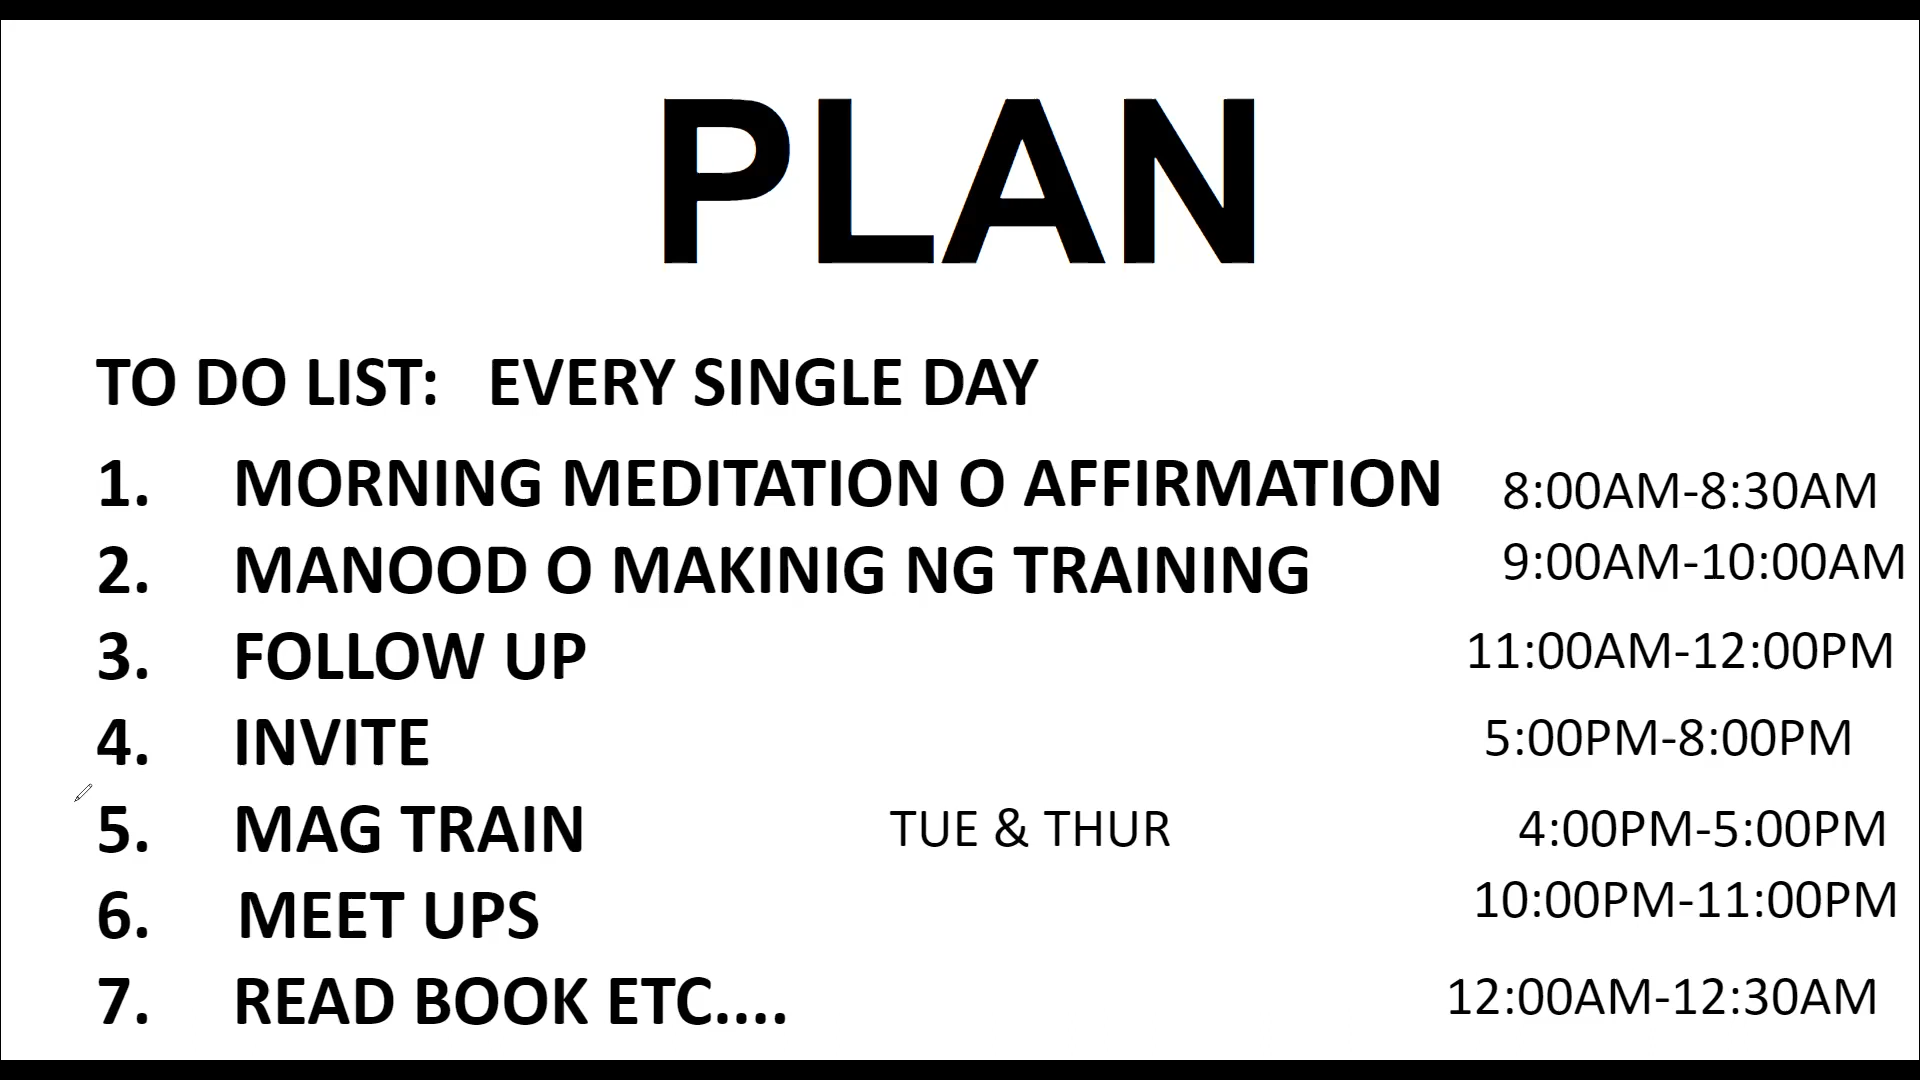 PLAN
TO DO LIST: EVERY SINGLE DAY
1. MORNING MEDITATION O AFFIRMATION 8:00AM-8:30AM
2. MANOOD O MAKINIG NG TRAINING 9:00AM-10:00AM
3. FOLLOW UP 11:00AM-12:00PM
4. INVITE 5:00PM-8:00PM
5. MAG TRAIN TUE & THUR 4:00PM-5:00PM
6. MEET UPS 10:00PM-11:00PM
7. READ BOOK ETC.... 12:00AM-12:30AM